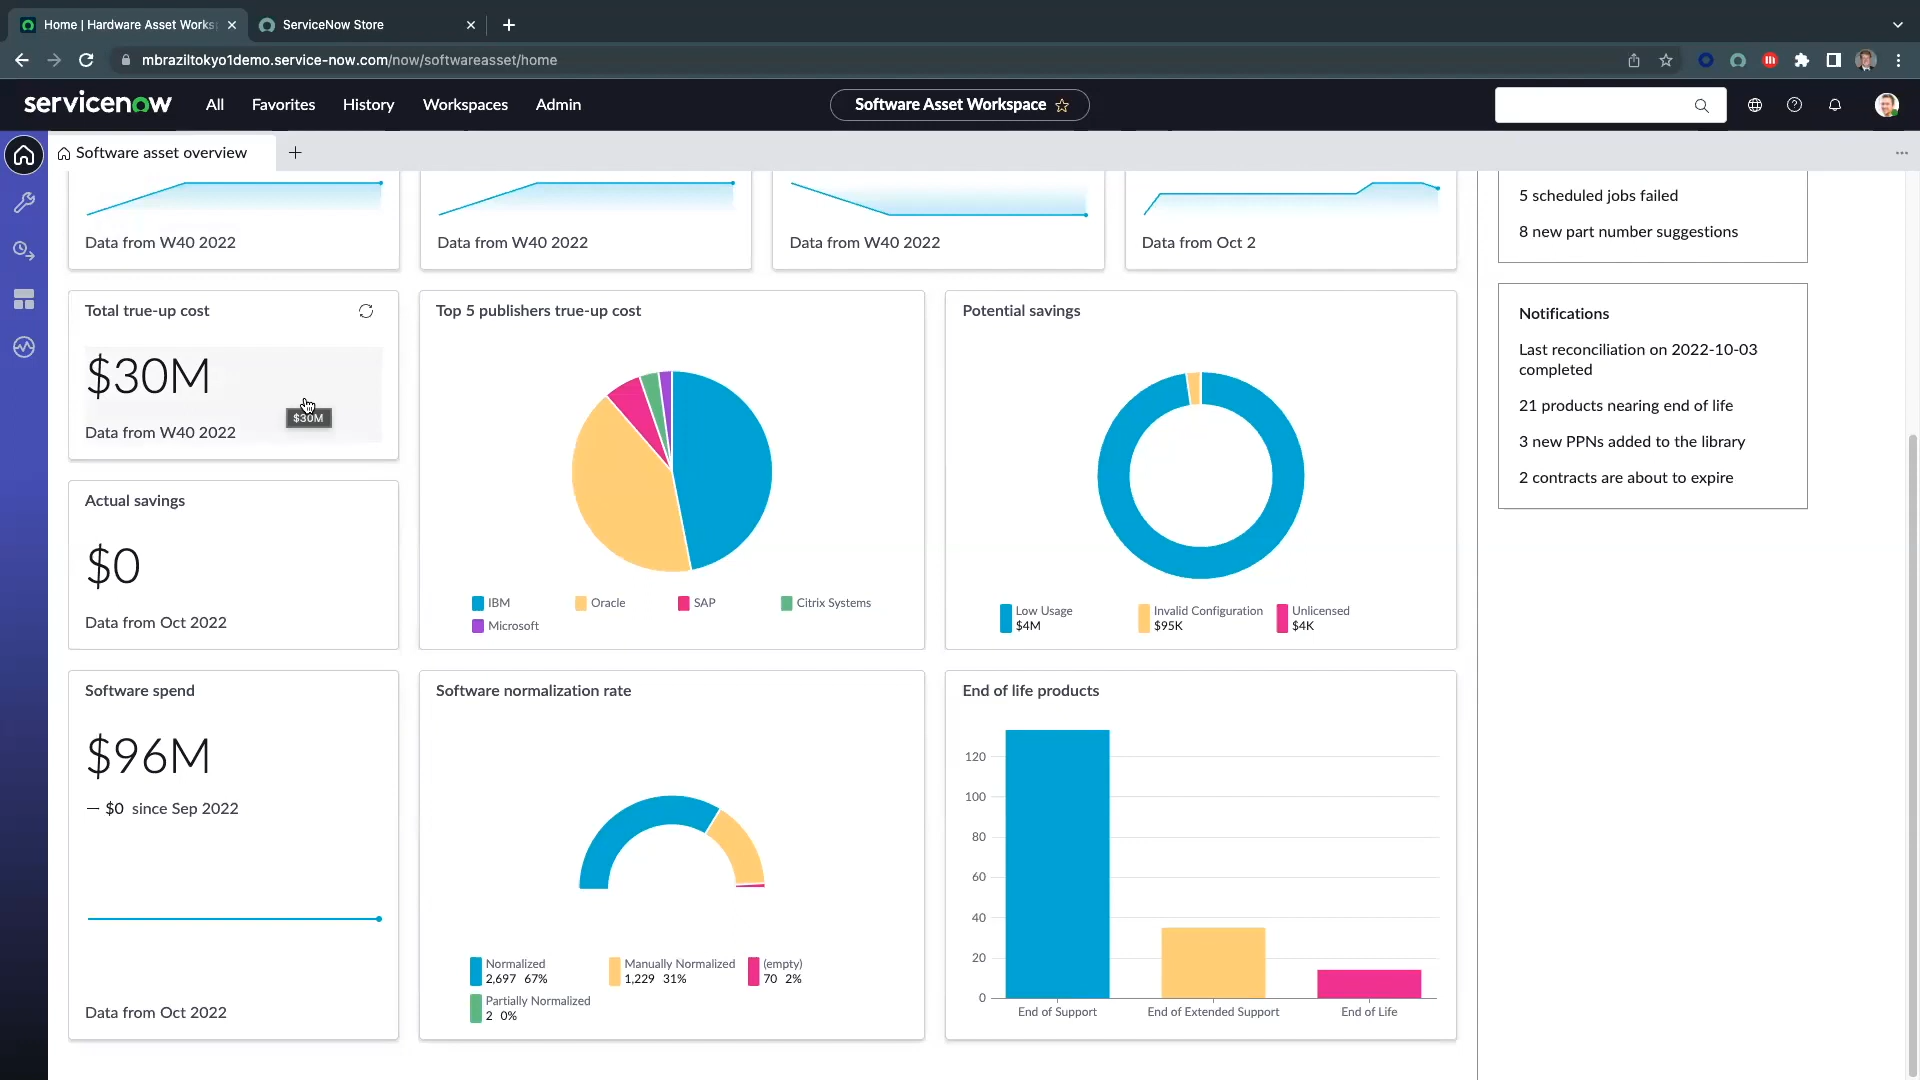 Home | Hardware Asset Works
ServiceNow Store
mbraziltokyo1demo.service-now.com/now/softwareasset/home
servicenow
All
Favorites
History
Workspaces
Admin
Software Asset Workspace
Software asset overview
Data from W40 2022
Data from W40 2022
Data from W40 2022
Data from Oct 2
5 scheduled jobs failed
8 new part number suggestions
Total true-up cost
$30M
$30M
Data from W40 2022
Top 5 publishers true-up cost
IBM
Oracle
SAP
Citrix Systems
Microsoft
Potential savings
Low Usage
$4M
Invalid Configuration
$95K
Unlicensed
$4K
Notifications
Last reconciliation on 2022-10-03
completed
21 products nearing end of life
3 new PPNs added to the library
2 contracts are about to expire
Actual savings
$0
Data from Oct 2022
Software spend
$96M
— $0 since Sep 2022
Data from Oct 2022
Software normalization rate
Normalized
2,697 67%
Manually Normalized
1,229 31%
(empty)
70 2%
Partially Normalized
2 0%
End of life products
120
100
80
60
40
20
0
End of Support
End of Extended Support
End of Life